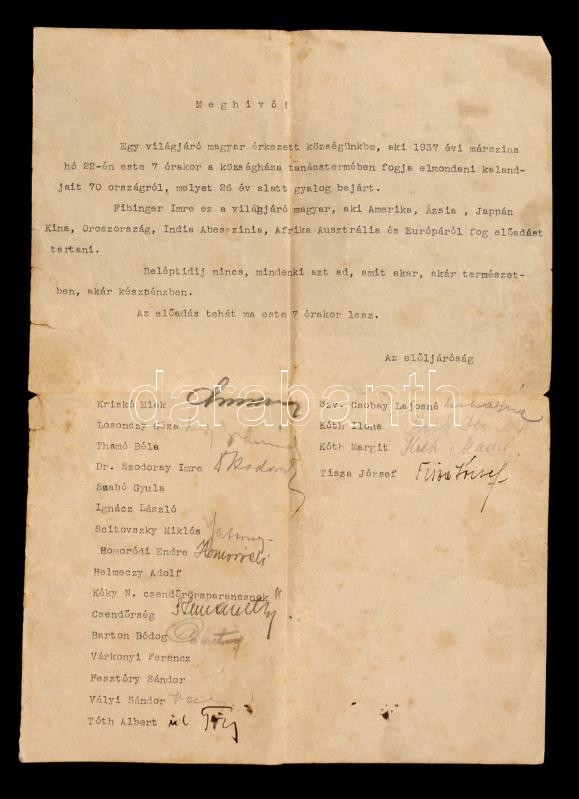 Meghivó!
Egy világjáró magyar érkezett községünkbe, aki 1937 évi márczius
hó 22-én este 7 órakor a községháza tanácstermében fogja elmondani kaland-
jait 70 országról, melyet 26 év alatt gyalog bejárt.
Fibinger Imre ez a világjáró magyar, aki Amerika, Ázsia , Jappán
Kina, Oroszország, India Abesszinia, Afrika Ausztrália és Európáról fog előadást
tartani.
Beléptidij nincs, mindenki azt ad, amit akar, akár természet-
ben, akár készpénzben.
Az előadás tehát ma este 7 órakor lesz.
Az előljáróság
darabanth
Kriskó Elek
özv. Csobay Lajosné
Losonczy Géza
Kóth Ilona
Thamó Béla
Kóth Margit
Dr. Szodoray Imre
Tisza József Tisza József
Szabó Gyula
Ignácz László
Scitovszky Miklós
Homoródi Endre Homoródi
Helmeczy Adolf
Kéky N. csendőrőrsparancsnok
Csendőrség
Barton Bódog
Várkonyi Ferencz
Fesztóry Sándor
Vályi Sándor
Tóth Albert